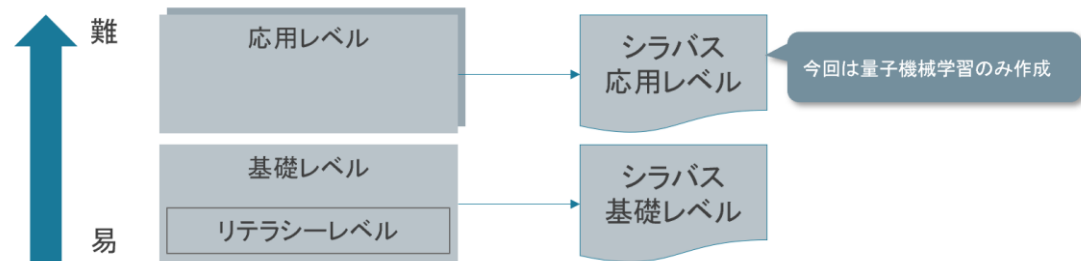 難
応用レベル
シラバス
応用レベル
今回は量子機械学習のみ作成
基礎レベル
リテラシーレベル
シラバス
基礎レベル
易